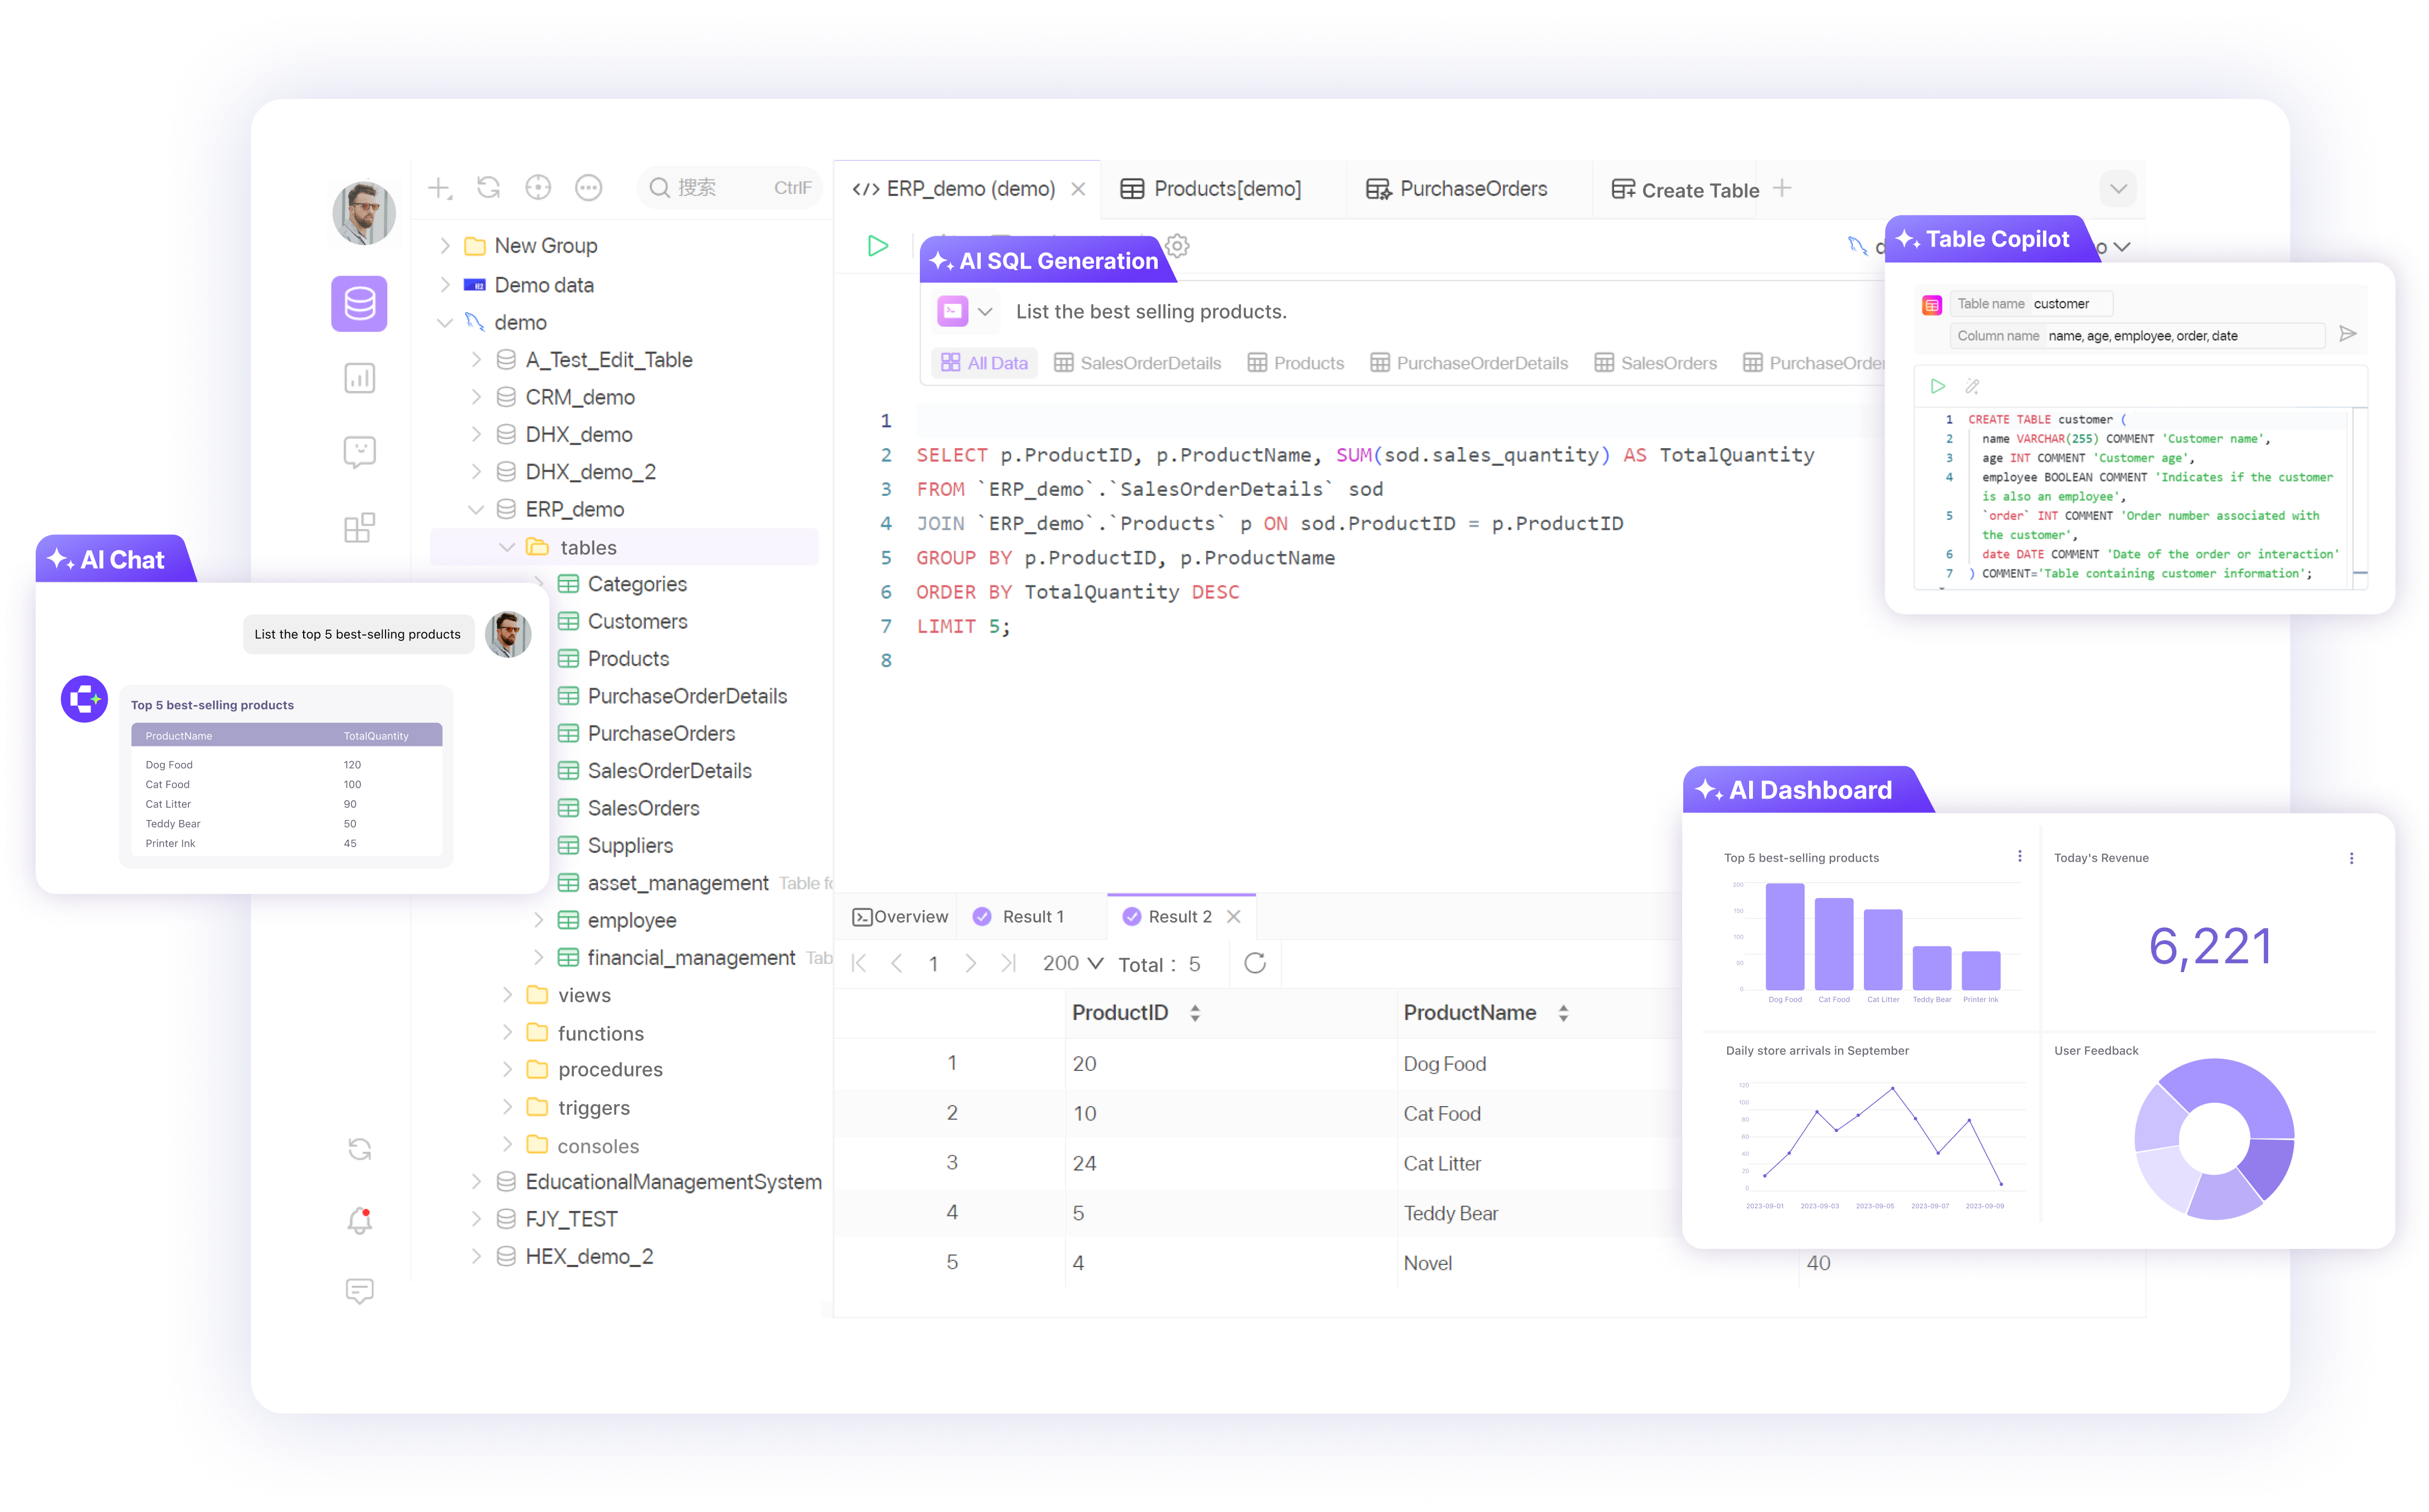 搜索 CtrlF
New Group
Demo data
demo
A_Test_Edit_Table
CRM_demo
DHX_demo
DHX_demo_2
ERP_demo
tables
Categories
Customers
Products
PurchaseOrderDetails
PurchaseOrders
SalesOrderDetails
SalesOrders
Suppliers
asset_management Table fo
employee
financial_management Tab
views
functions
procedures
triggers
consoles
EducationalManagementSystem
FJY_TEST
HEX_demo_2
ERP_demo (demo) Products[demo] PurchaseOrders Create Table
AI SQL Generation
List the best selling products.
All Data SalesOrderDetails Products PurchaseOrderDetails SalesOrders PurchaseOrder
1
2 SELECT p.ProductID, p.ProductName, SUM(sod.sales_quantity) AS TotalQuantity
3 FROM `ERP_demo`.`SalesOrderDetails` sod
4 JOIN `ERP_demo`.`Products` p ON sod.ProductID = p.ProductID
5 GROUP BY p.ProductID, p.ProductName
6 ORDER BY TotalQuantity DESC
7 LIMIT 5;
8
Overview Result 1 Result 2
1 200 Total : 5
ProductID ProductName
1 20 Dog Food
2 10 Cat Food
3 24 Cat Litter
4 5 Teddy Bear
5 4 Novel 40
AI Chat
List the top 5 best-selling products
Top 5 best-selling products
ProductName TotalQuantity
Dog Food 120
Cat Food 100
Cat Litter 90
Teddy Bear 50
Printer Ink 45
Table Copilot
Table name customer
Column name name, age, employee, order, date
1 CREATE TABLE customer (
2 name VARCHAR(255) COMMENT 'Customer name',
3 age INT COMMENT 'Customer age',
4 employee BOOLEAN COMMENT 'Indicates if the customer
is also an employee',
5 `order` INT COMMENT 'Order number associated with
the customer',
6 date DATE COMMENT 'Date of the order or interaction'
7 ) COMMENT='Table containing customer information';
AI Dashboard
Top 5 best-selling products
200
150
100
50
0
Dog Food Cat Food Cat Litter Teddy Bear Printer Ink
Today's Revenue
6,221
Daily store arrivals in September
120
100
80
60
40
20
0
2023-09-01 2023-09-03 2023-09-05 2023-09-07 2023-09-09
User Feedback